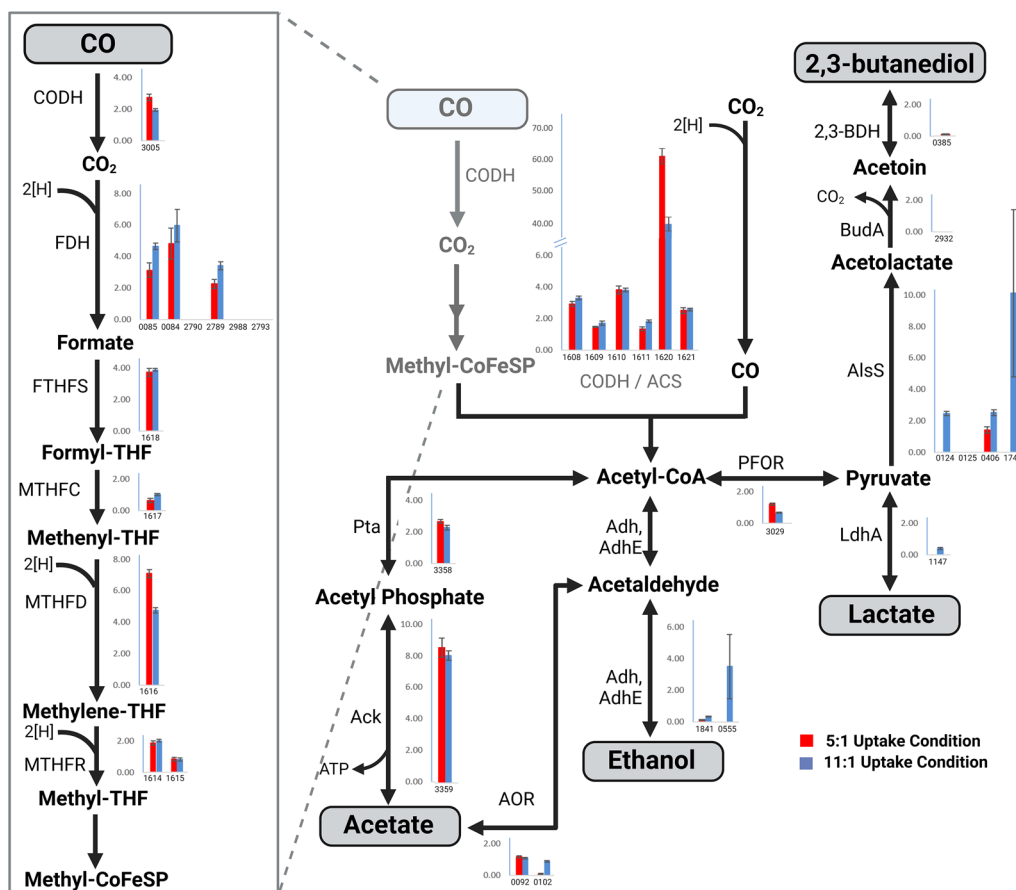 CO
CODH
4.00
2.00
0.00
3005
CO2
2[H]
FDH
8.00
6.00
4.00
2.00
0.00
0085 0084 2790 2789 2988 2793
Formate
FTHFS
4.00
2.00
0.00
1618
Formyl-THF
MTHFC
2.00
0.00
1617
Methenyl-THF
2[H]
MTHFD
8.00
6.00
4.00
2.00
0.00
1616
Methylene-THF
2[H]
MTHFR
2.00
0.00
1614 1615
Methyl-THF
Methyl-CoFeSP
CO
CODH
CO2
Methyl-CoFeSP
70.00
60.00
50.00
40.00
6.00
4.00
2.00
0.00
1608 1609 1610 1611 1620 1621
CODH / ACS
CO2
2[H]
CO
Acetyl-CoA
PFOR
2.00
0.00
3029
Pyruvate
Pta
4.00
2.00
0.00
3358
Acetyl Phosphate
Ack
ATP
10.00
8.00
6.00
4.00
2.00
0.00
3359
Acetate
Adh,
AdhE
Acetaldehyde
Adh,
AdhE
6.00
4.00
2.00
0.00
1841 0555
Ethanol
AOR
2.00
0.00
0092 0102
2,3-butanediol
2,3-BDH
2.00
0.00
0385
Acetoin
CO2
BudA
2.00
0.00
2932
Acetolactate
AlsS
10.00
8.00
6.00
4.00
2.00
0.00
0124 0125 0406 174
LdhA
2.00
0.00
1147
Lactate
5:1 Uptake Condition
11:1 Uptake Condition